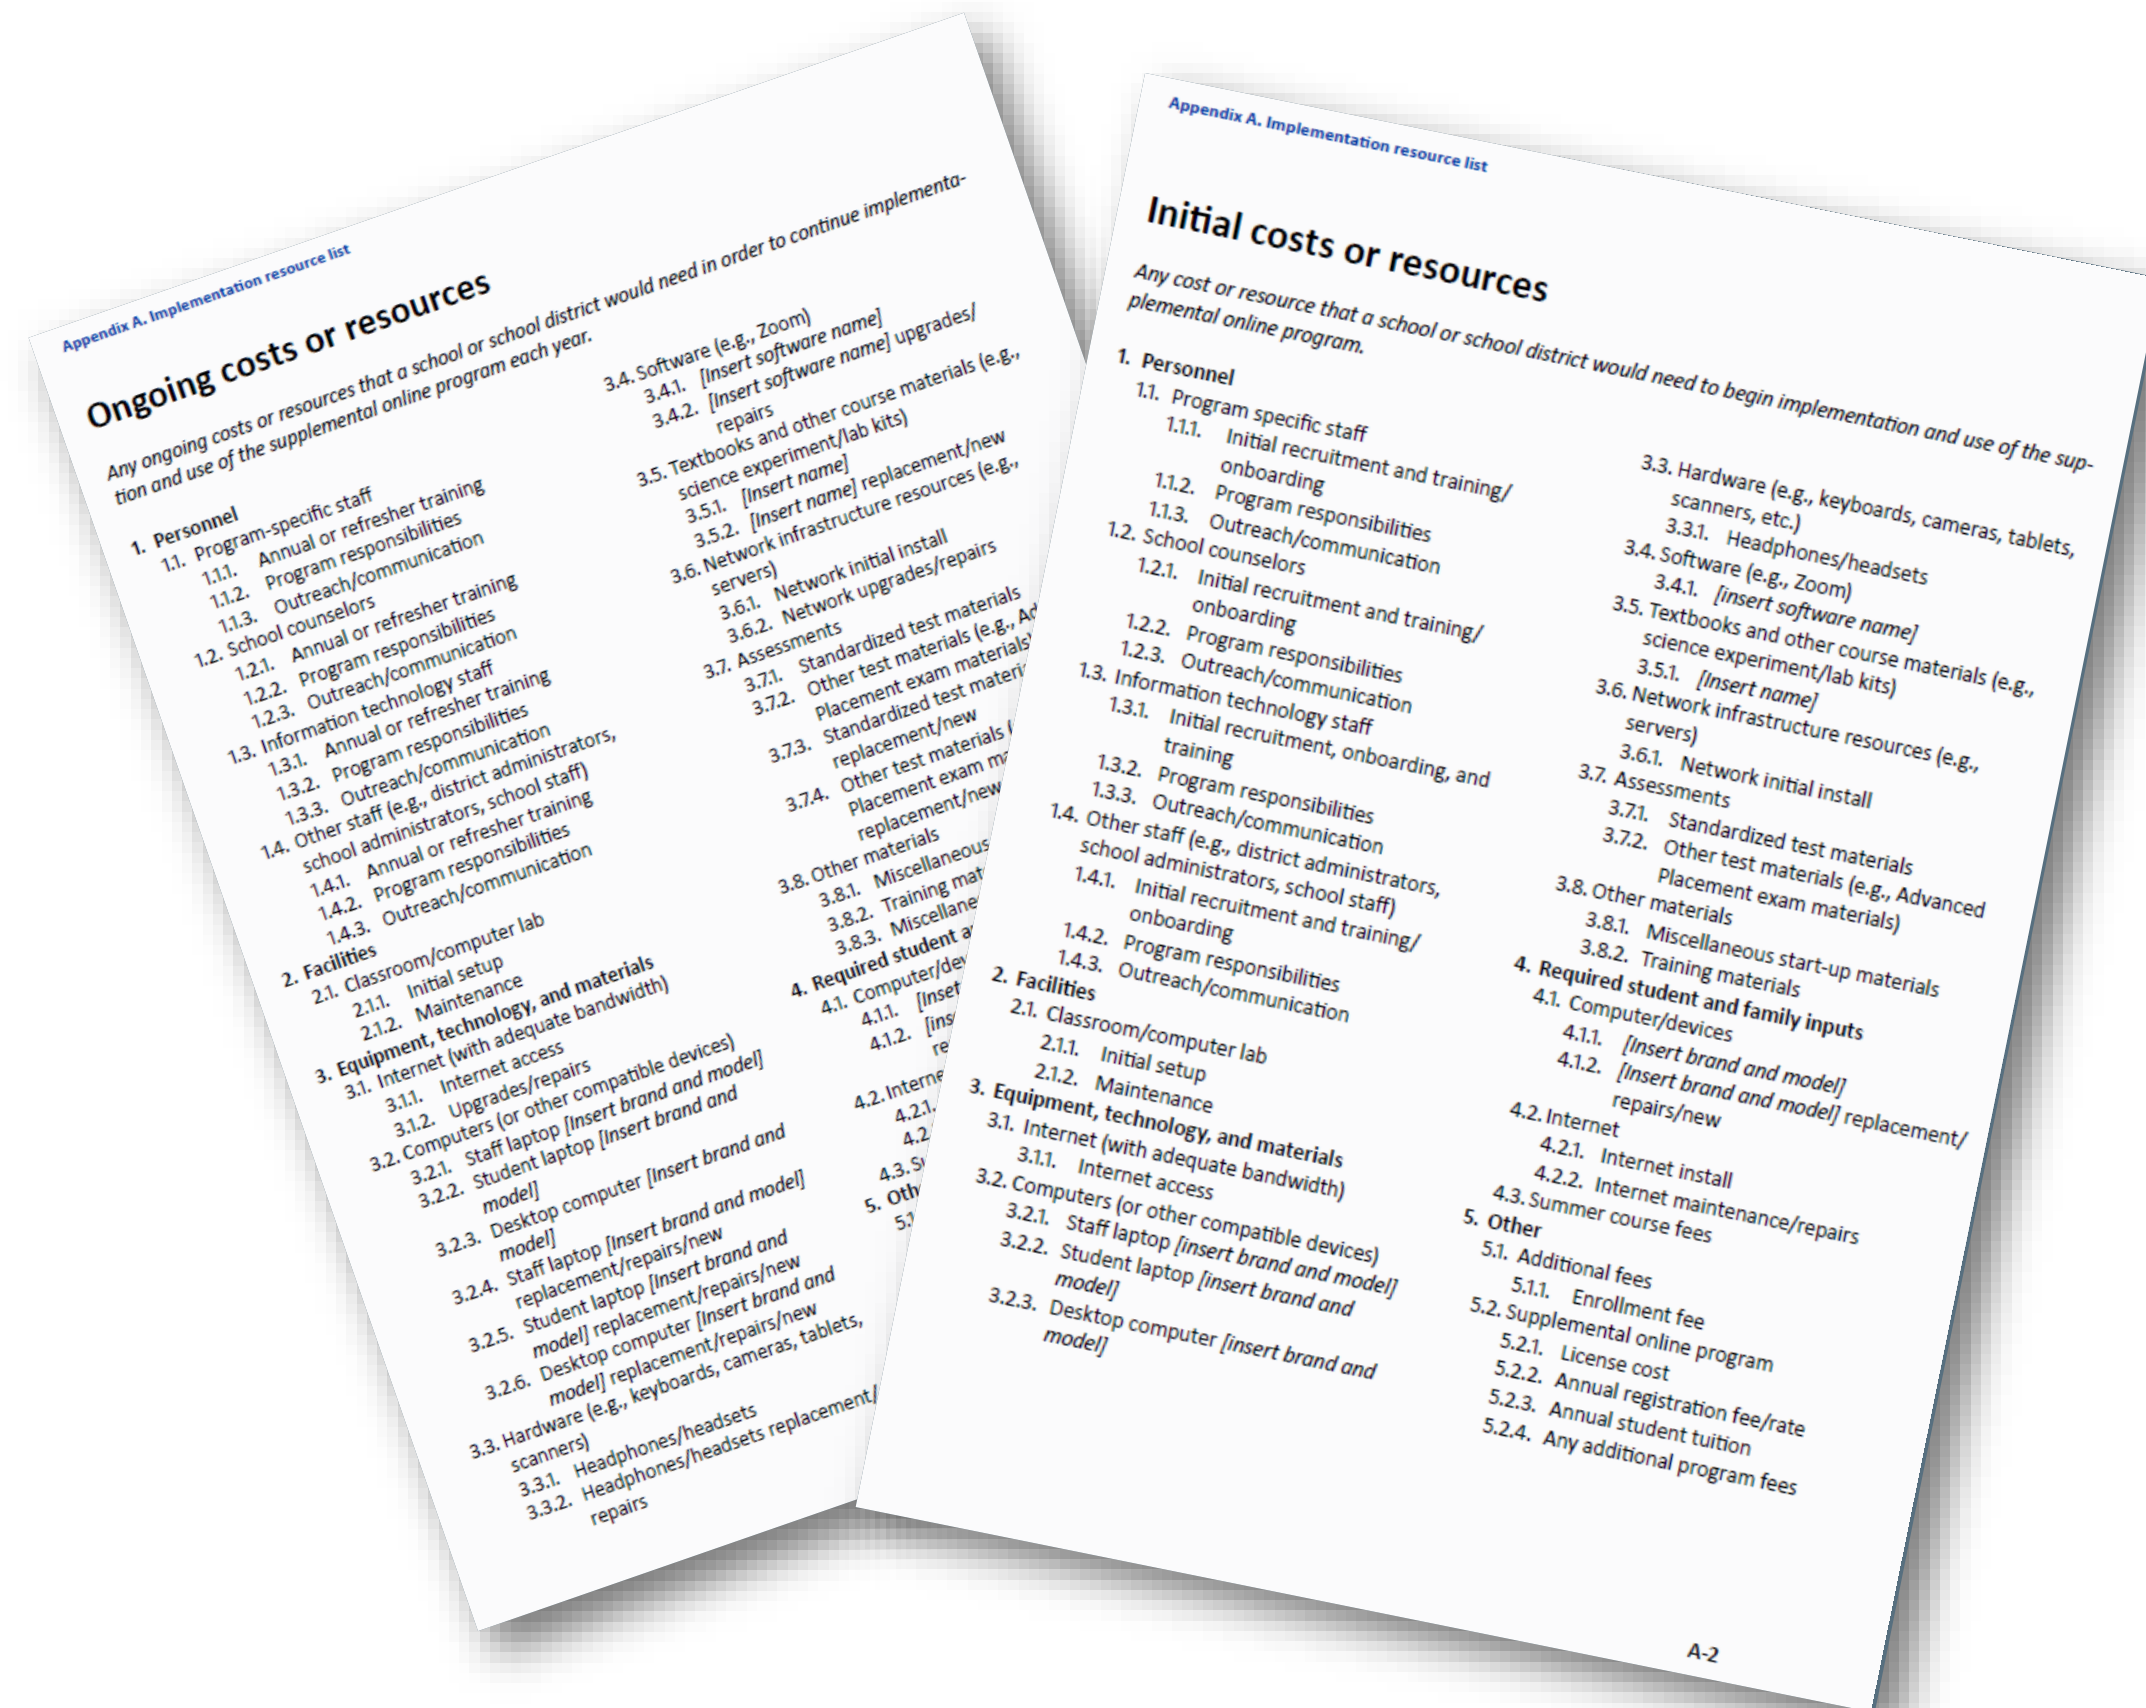 Appendix A. Implementation resource list
Ongoing costs or resources
Any ongoing costs or resources that a school or school district would need in order to continue implementa-
tion and use of the supplemental online program each year.
1. Personnel
1.1. Program-specific staff
1.1.1. Annual or refresher training
1.1.2. Program responsibilities
1.1.3. Outreach/communication
1.2. School counselors
1.2.1. Annual or refresher training
1.2.2. Program responsibilities
1.2.3. Outreach/communication
1.3. Information technology staff
1.3.1. Annual or refresher training
1.3.2. Program responsibilities
1.3.3. Outreach/communication
1.4. Other staff (e.g., district administrators,
school administrators, school staff)
1.4.1. Annual or refresher training
1.4.2. Program responsibilities
1.4.3. Outreach/communication
2. Facilities
2.1. Classroom/computer lab
2.1.1. Initial setup
2.1.2. Maintenance
3. Equipment, technology, and materials
3.1. Internet (with adequate bandwidth)
3.1.1. Internet access
3.1.2. Upgrades/repairs
3.2. Computers (or other compatible devices)
3.2.1. Staff laptop [Insert brand and model]
3.2.2. Student laptop [Insert brand and
model]
3.2.3. Desktop computer [Insert brand and
model]
3.2.4. Staff laptop [Insert brand and model]
replacement/repairs/new
3.2.5. Student laptop [Insert brand and
model] replacement/repairs/new
3.2.6. Desktop computer [Insert brand and
model] replacement/repairs/new
3.3. Hardware (e.g., keyboards, cameras, tablets,
scanners)
3.3.1. Headphones/headsets
3.3.2. Headphones/headsets replacement/
repairs
3.4. Software (e.g., Zoom)
3.4.1. [Insert software name]
3.4.2. [Insert software name] upgrades/
repairs
3.5. Textbooks and other course materials (e.g.,
science experiment/lab kits)
3.5.1. [Insert name]
3.5.2. [Insert name] replacement/new
3.6. Network infrastructure resources (e.g.,
servers)
3.6.1. Network initial install
3.6.2. Network upgrades/repairs
3.7. Assessments
3.7.1. Standardized test materials
3.7.2. Other test materials (e.g.,
Placement exam materials)
3.7.3. Standardized test
replacement/new
3.7.4. Other test materials
Placement exam
replacement/new
3.8. Other materials
3.8.1. Miscellaneous
3.8.2. Training
3.8.3.
4. Required student
4.1.
4.1.1.
4.1.2.
4.2.
4.2.1.
4.3.
5.
Appendix A. Implementation resource list
Initial costs or resources
Any cost or resource that a school or school district would need to begin implementation and use of the sup-
plemental online program.
1. Personnel
1.1. Program specific staff
1.1.1. Initial recruitment and training/
onboarding
1.1.2. Program responsibilities
1.1.3. Outreach/communication
1.2. School counselors
1.2.1. Initial recruitment and training/
onboarding
1.2.2. Program responsibilities
1.2.3. Outreach/communication
1.3. Information technology staff
1.3.1. Initial recruitment, onboarding, and
training
1.3.2. Program responsibilities
1.3.3. Outreach/communication
1.4. Other staff (e.g., district administrators,
school administrators, school staff)
1.4.1. Initial recruitment and training/
onboarding
1.4.2. Program responsibilities
1.4.3. Outreach/communication
2. Facilities
2.1. Classroom/computer lab
2.1.1. Initial setup
2.1.2. Maintenance
3. Equipment, technology, and materials
3.1. Internet (with adequate bandwidth)
3.1.1. Internet access
3.2. Computers (or other compatible devices)
3.2.1. Staff laptop [insert brand and model]
3.2.2. Student laptop [insert brand and
model]
3.2.3. Desktop computer [insert brand and
model]
3.3. Hardware (e.g., keyboards, cameras, tablets,
scanners, etc.)
3.3.1. Headphones/headsets
3.4. Software (e.g., Zoom)
3.4.1. [insert software name]
3.5. Textbooks and other course materials (e.g.,
science experiment/lab kits)
3.5.1. [Insert name]
3.6. Network infrastructure resources (e.g.,
servers)
3.6.1. Network initial install
3.7. Assessments
3.7.1. Standardized test materials
3.7.2. Other test materials (e.g., Advanced
Placement exam materials)
3.8. Other materials
3.8.1. Miscellaneous start-up materials
3.8.2. Training materials
4. Required student and family inputs
4.1. Computer/devices
4.1.1. [Insert brand and model]
4.1.2. [Insert brand and model] replacement/
repairs/new
4.2. Internet
4.2.1. Internet install
4.2.2. Internet maintenance/repairs
4.3. Summer course fees
5. Other
5.1. Additional fees
5.1.1. Enrollment fee
5.2. Supplemental online program
5.2.1. License cost
5.2.2. Annual registration fee/rate
5.2.3. Annual student tuition
5.2.4. Any additional program fees
A-2